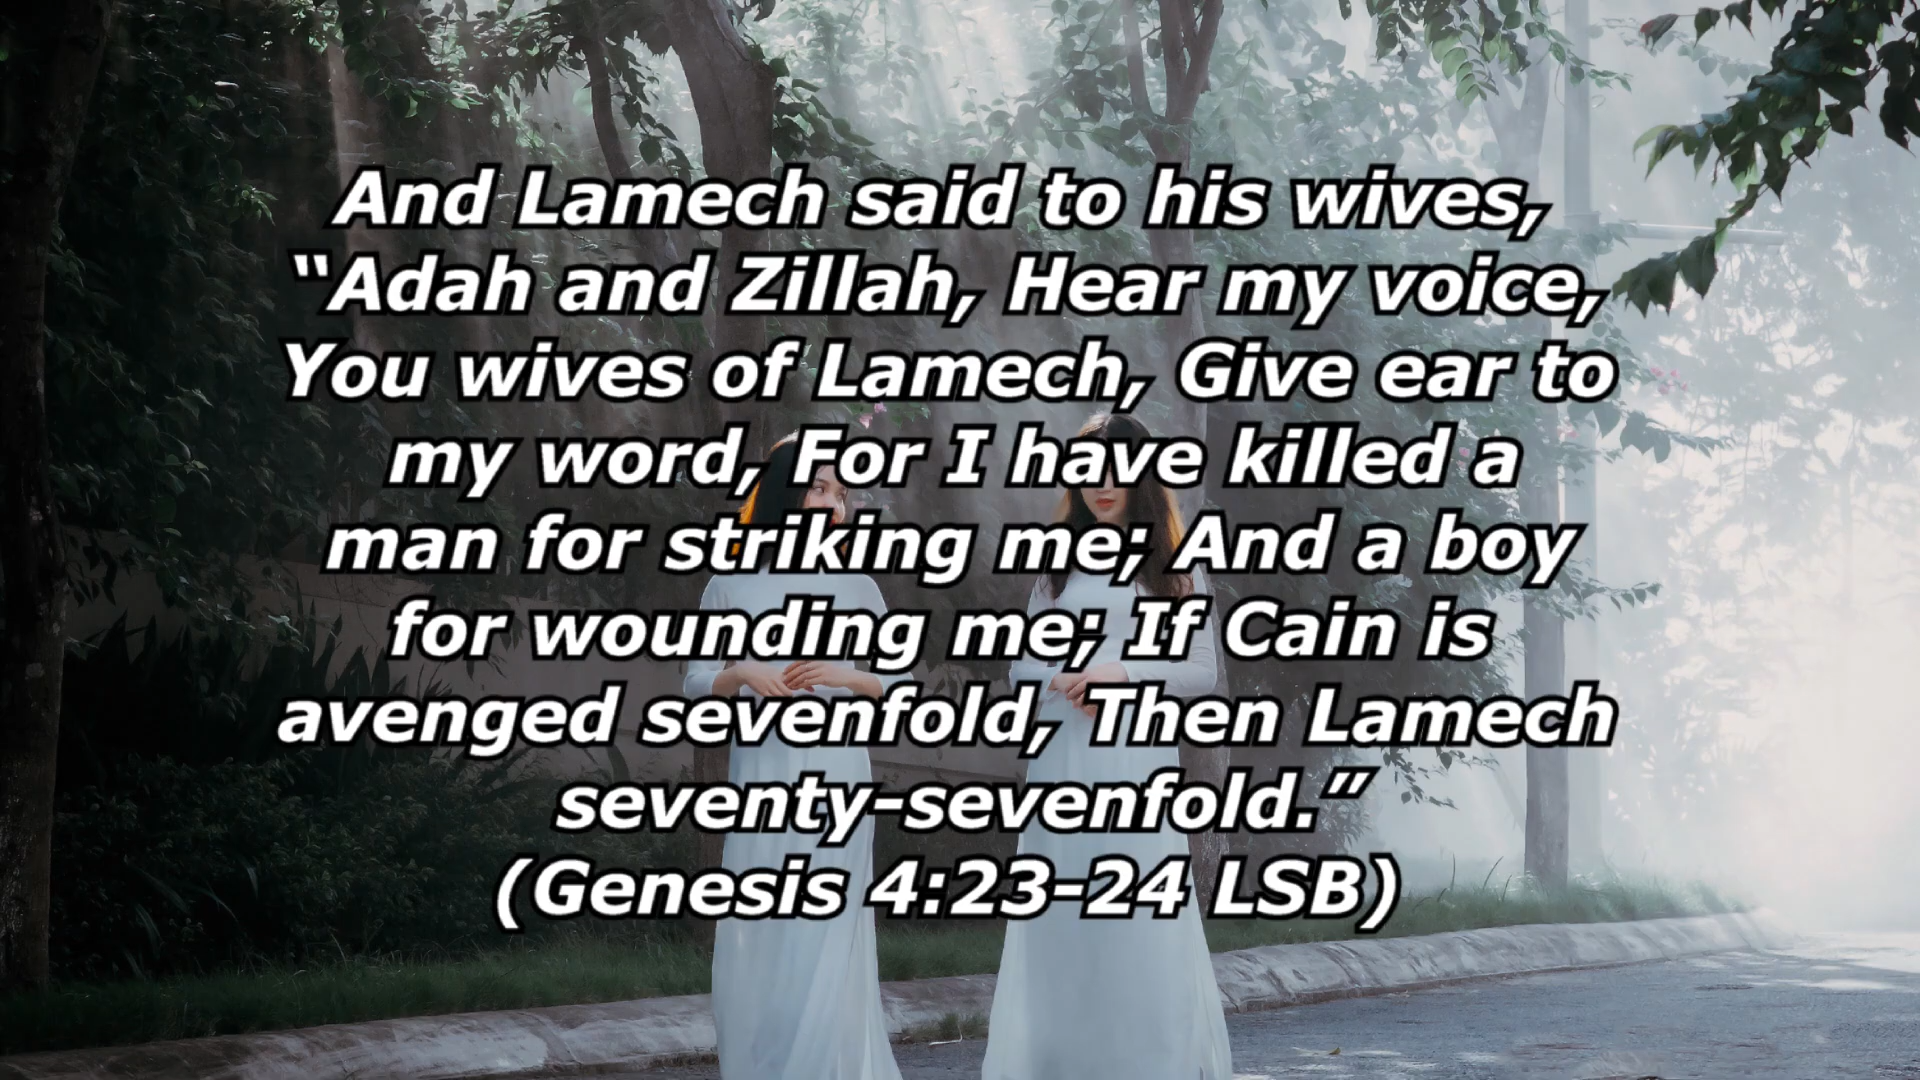 And Lamech said to his wives,
“Adah and Zillah, Hear my voice,
You wives of Lamech, Give ear to
my word, For I have killed a
man for striking me; And a boy
for wounding me; If Cain is
avenged sevenfold, Then Lamech
seventy-sevenfold.”
(Genesis 4:23-24 LSB)